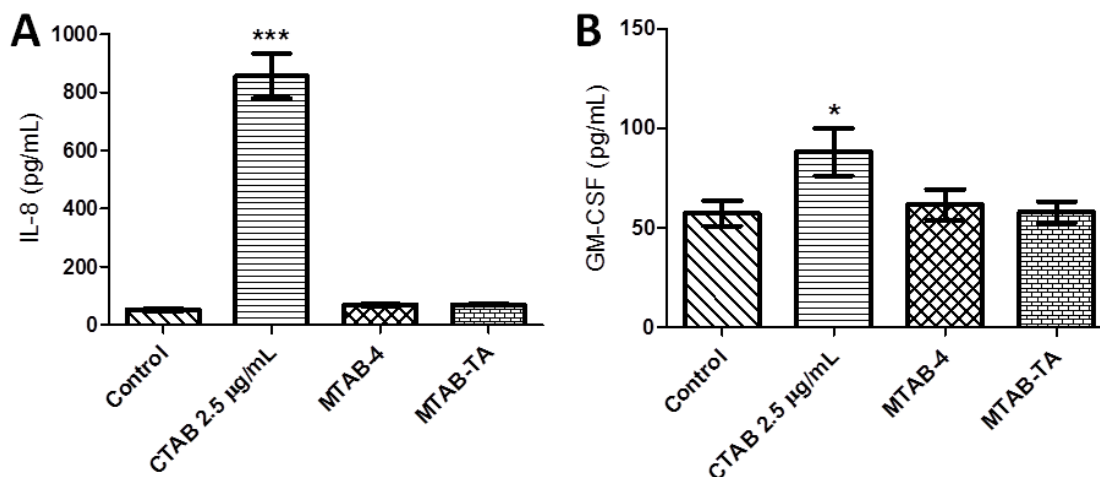 A
IL-8 (pg/mL)
1000
800
600
400
200
0
***
Control
CTAB 2.5 µg/mL
MTAB-4
MTAB-TA
B
GM-CSF (pg/mL)
150
100
50
0
*
Control
CTAB 2.5 µg/mL
MTAB-4
MTAB-TA